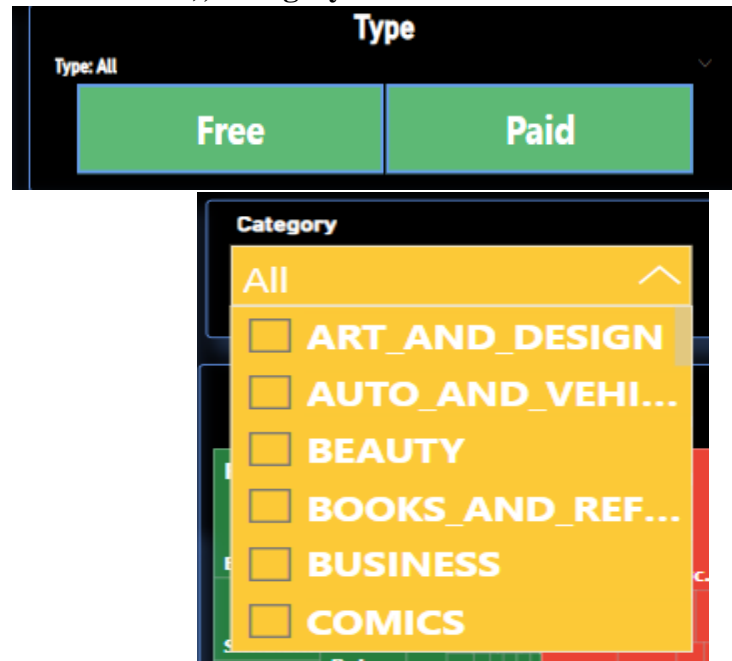 Type
Type: All
Free Paid
Category
All
ART_AND_DESIGN
AUTO_AND_VEHI...
BEAUTY
BOOKS_AND_REF...
BUSINESS
COMICS